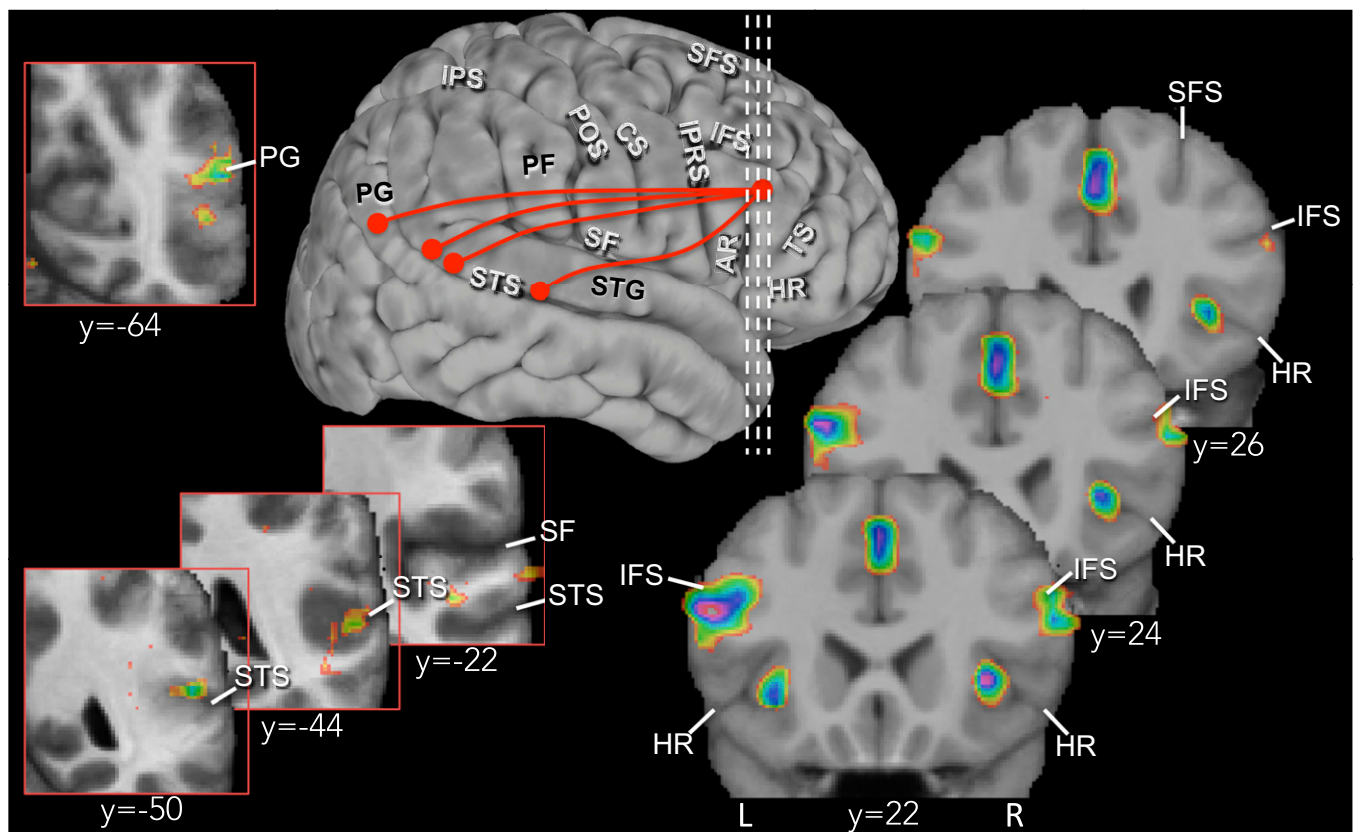 SFS
IPS
SFS
POS
CS
IPRS
IFS
PG
PF
PG
IFS
SF
AR
TS
STS
STG
HR
y=-64
HR
IFS
y=26
SF
HR
STS
IFS
STS
IFS
y=24
y=-22
STS
y=-44
HR
HR
y=-50
L
y=22
R